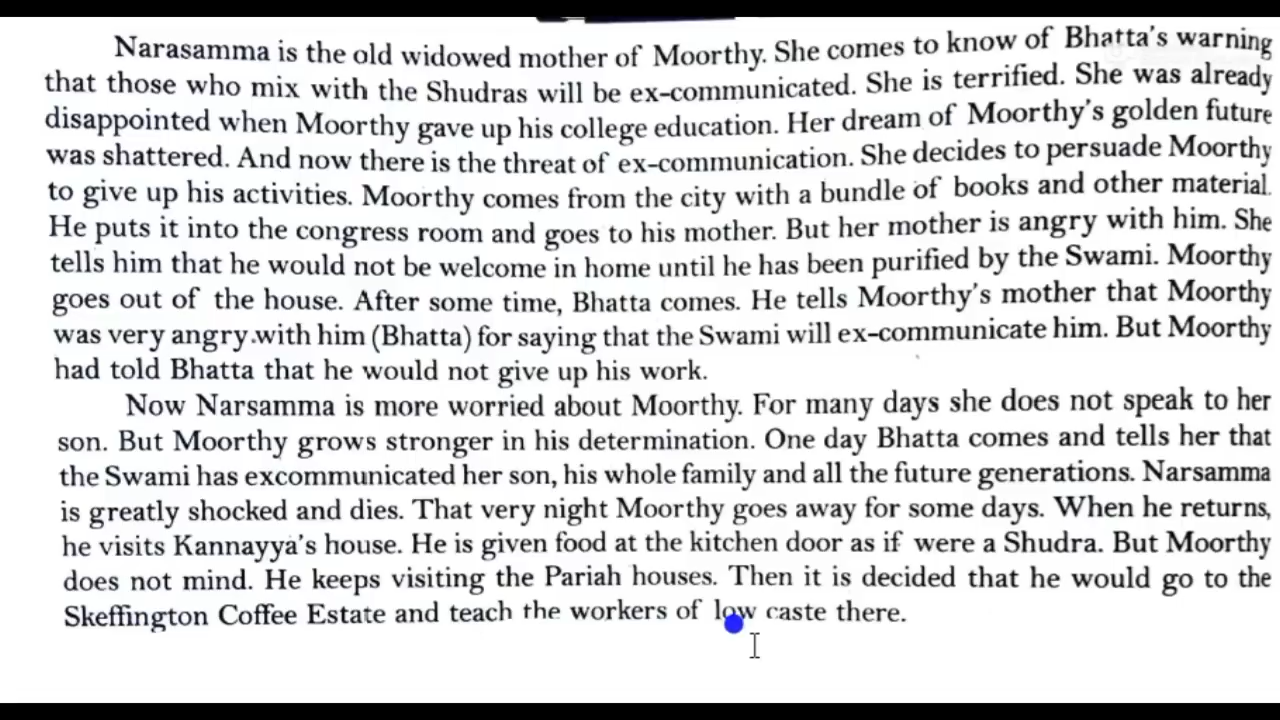 Narasamma is the old widowed mother of Moorthy. She comes to know of Bhatta's warning
that those who mix with the Shudras will be ex-communicated. She is terrified. She was already
disappointed when Moorthy gave up his college education. Her dream of Moorthy's golden future
was shattered. And now there is the threat of ex-communication. She decides to persuade Moorthy
to give up his activities. Moorthy comes from the city with a bundle of books and other material.
He puts it into the congress room and goes to his mother. But her mother is angry with him. She
tells him that he would not be welcome in home until he has been purified by the Swami. Moorthy
goes out of the house. After some time, Bhatta comes. He tells Moorthy's mother that Moorthy
was very angry.with him (Bhatta) for saying that the Swami will ex-communicate him. But Moorthy
had told Bhatta that he would not give up his work.
Now Narsamma is more worried about Moorthy. For many days she does not speak to her
son. But Moorthy grows stronger in his determination. One day Bhatta comes and tells her that
the Swami has excommunicated her son, his whole family and all the future generations. Narsamma
is greatly shocked and dies. That very night Moorthy goes away for some days. When he returns,
he visits Kannayya's house. He is given food at the kitchen door as if were a Shudra. But Moorthy
does not mind. He keeps visiting the Pariah houses. Then it is decided that he would go to the
Skeffington Coffee Estate and teach the workers of low caste there.